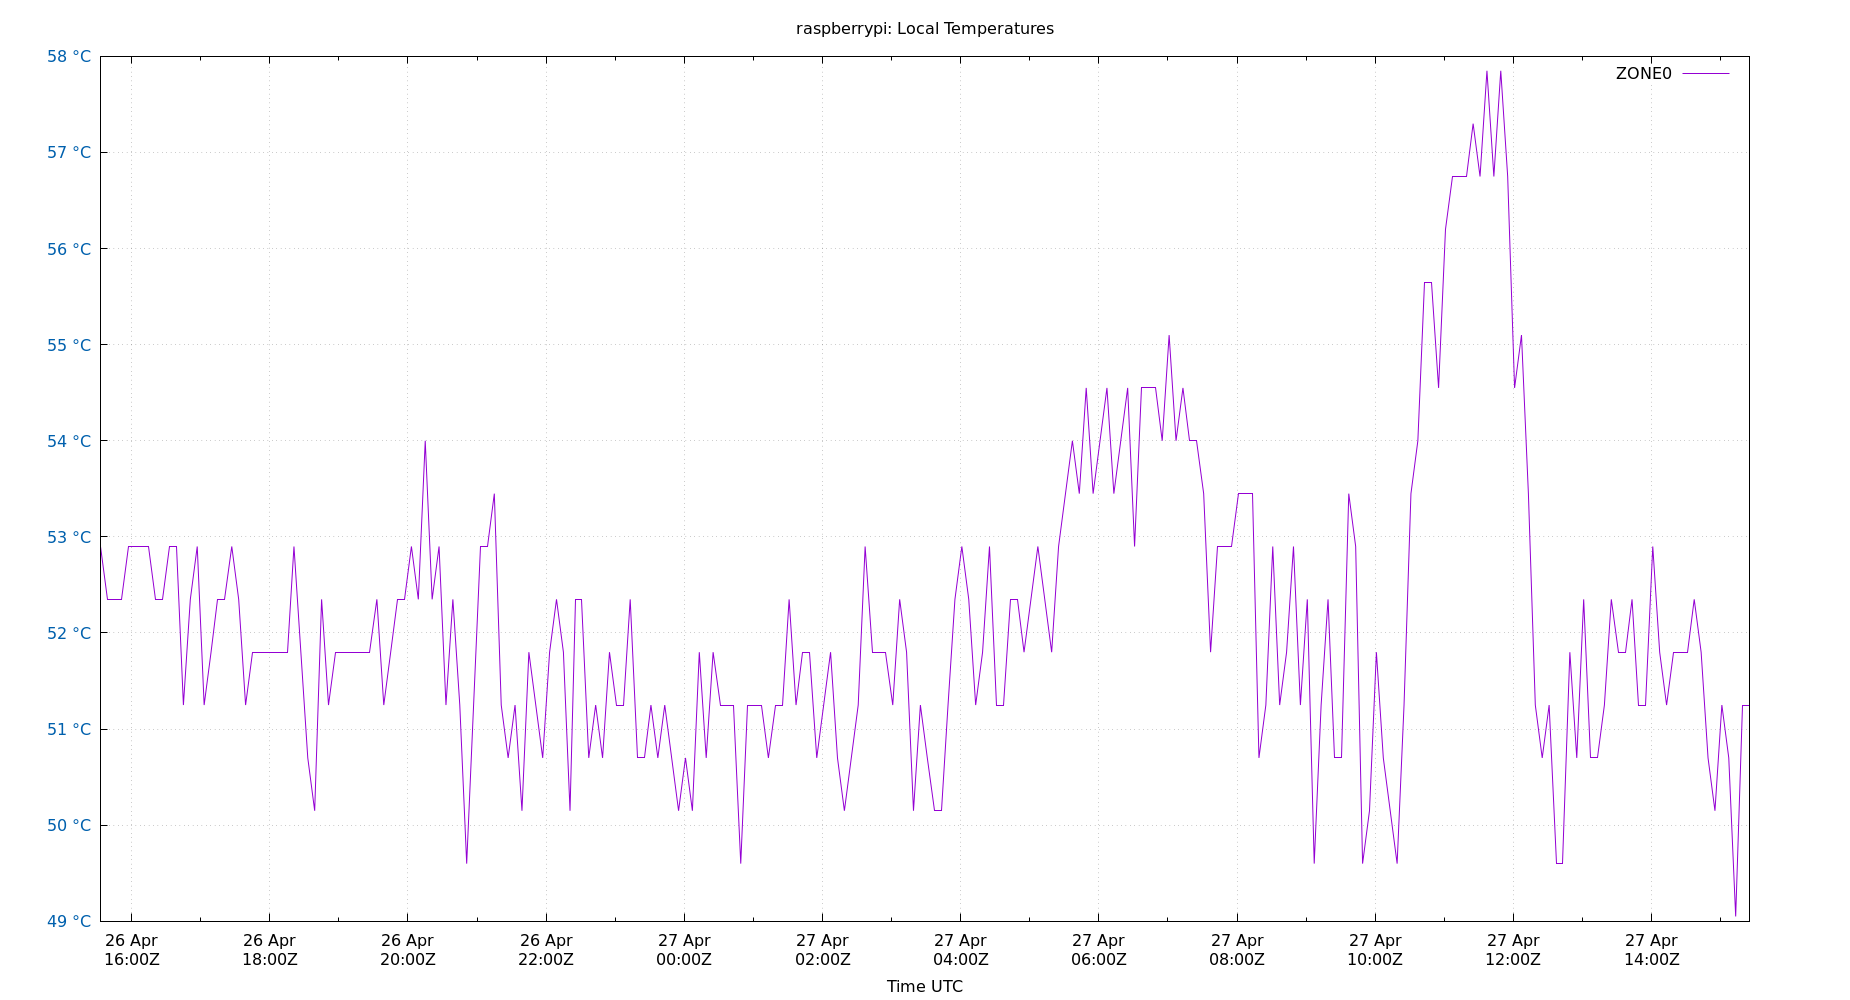 raspberrypi: Local Temperatures
58 °C
ZONE0
57 °C
56 °C
55 °C
54 °C
53 °C
52 °C
51 °C
50 °C
49 °C
26 Apr 26 Apr 26 Apr 26 Apr 27 Apr 27 Apr 27 Apr 27 Apr 27 Apr 27 Apr 27 Apr 27 Apr
16:00Z 18:00Z 20:00Z 22:00Z 00:00Z 02:00Z 04:00Z 06:00Z 08:00Z 10:00Z 12:00Z 14:00Z
Time UTC